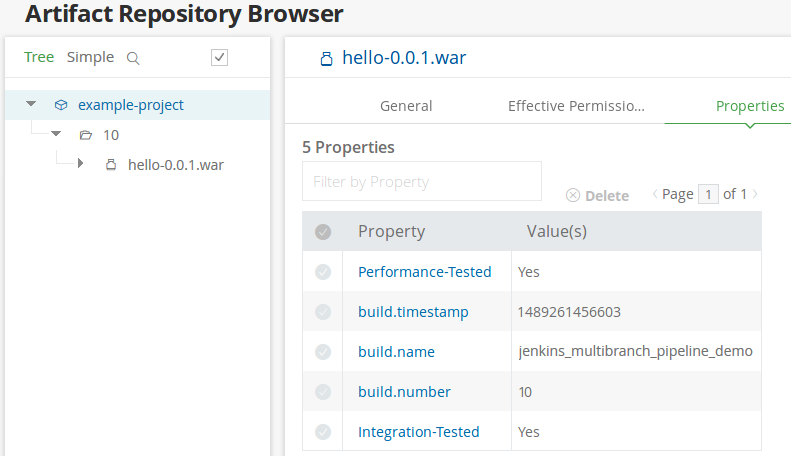 Artifact Repository Browser
Tree Simple
example-project
10
hello-0.0.1.war
hello-0.0.1.war
General Effective Permissio... Properties
5 Properties
Filter by Property
Delete Page 1 of 1
Property Value(s)
Performance-Tested Yes
build.timestamp 1489261456603
build.name jenkins_multibranch_pipeline_demo
build.number 10
Integration-Tested Yes